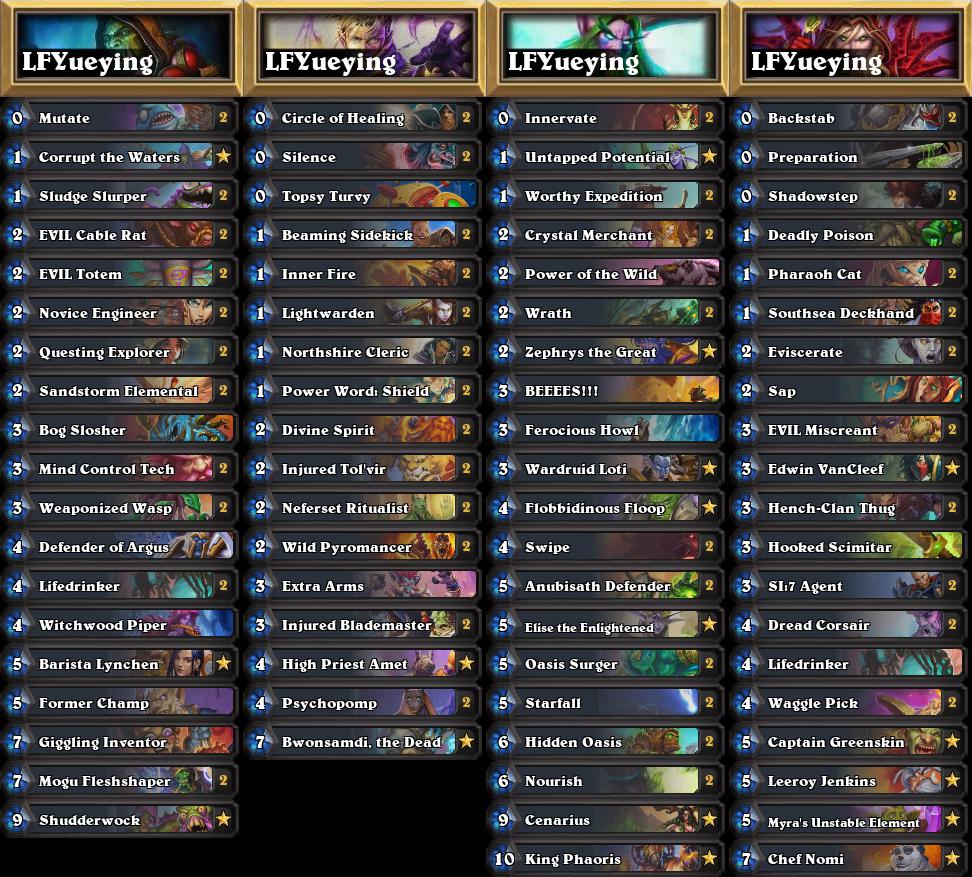 LFYueying
0 Mutate 2
1 Corrupt the Waters
1 Sludge Slurper 2
2 EVIL Cable Rat 2
2 EVIL Totem 2
2 Novice Engineer 2
2 Questing Explorer 2
2 Sandstorm Elemental 2
3 Bog Slosher
3 Mind Control Tech 2
3 Weaponized Wasp 2
4 Defender of Argus
4 Lifedrinker 2
4 Witchwood Piper
5 Barista Lynchen
5 Former Champ
7 Giggling Inventor
7 Mogu Fleshshaper 2
9 Shudderwock
LFYueying
0 Circle of Healing 2
0 Silence 2
0 Topsy Turvy
1 Beaming Sidekick 2
1 Inner Fire 2
1 Lightwarden 2
1 Northshire Cleric 2
1 Power Word: Shield 2
2 Divine Spirit 2
2 Injured Tol'vir 2
2 Neferset Ritualist 2
2 Wild Pyromancer 2
3 Extra Arms
3 Injured Blademaster 2
4 High Priest Amet
4 Psychopomp 2
7 Bwonsamdi, the Dead
LFYueying
0 Innervate 2
1 Untapped Potential
1 Worthy Expedition 2
2 Crystal Merchant 2
2 Power of the Wild
2 Wrath 2
2 Zephrys the Great
3 BEEEES!!!
3 Ferocious Howl
3 Wardruid Loti
4 Flobbidinous Floop
4 Swipe 2
5 Anubisath Defender 2
5 Elise the Enlightened
5 Oasis Surger 2
5 Starfall 2
6 Hidden Oasis 2
6 Nourish 2
9 Cenarius
10 King Phaoris
LFYueying
0 Backstab 2
0 Preparation 2
0 Shadowstep 2
1 Deadly Poison 2
1 Pharaoh Cat 2
1 Southsea Deckhand 2
2 Eviscerate 2
2 Sap
3 EVIL Miscreant 2
3 Edwin VanCleef
3 Hench-Clan Thug 2
3 Hooked Scimitar
3 SI:7 Agent 2
4 Dread Corsair 2
4 Lifedrinker
4 Waggle Pick 2
5 Captain Greenskin
5 Leeroy Jenkins
5 Myra's Unstable Element
7 Chef Nomi